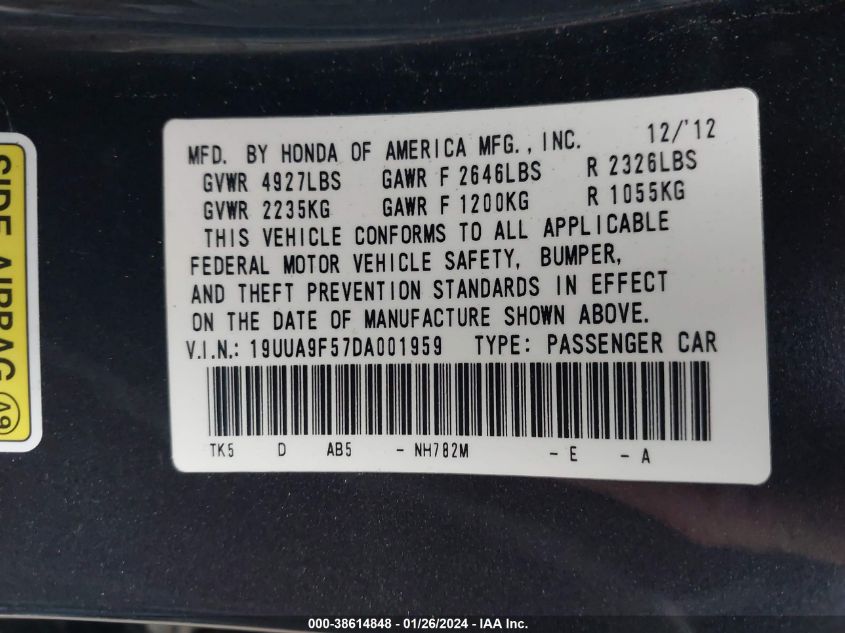 MFD. BY HONDA OF AMERICA MFG., INC. 12/'12
GVWR 4927LBS GAWR F 2646LBS R 2326LBS
GVWR 2235KG GAWR F 1200KG R 1055KG
THIS VEHICLE CONFORMS TO ALL APPLICABLE
FEDERAL MOTOR VEHICLE SAFETY, BUMPER,
AND THEFT PREVENTION STANDARDS IN EFFECT
ON THE DATE OF MANUFACTURE SHOWN ABOVE.
V.I.N.: 19UUA9F57DA001959 TYPE: PASSENGER CAR
TK5 D AB5 - NH782M - E - A
SIDE AIRBAG A9
000-38614848 - 01/26/2024 - IAA Inc.